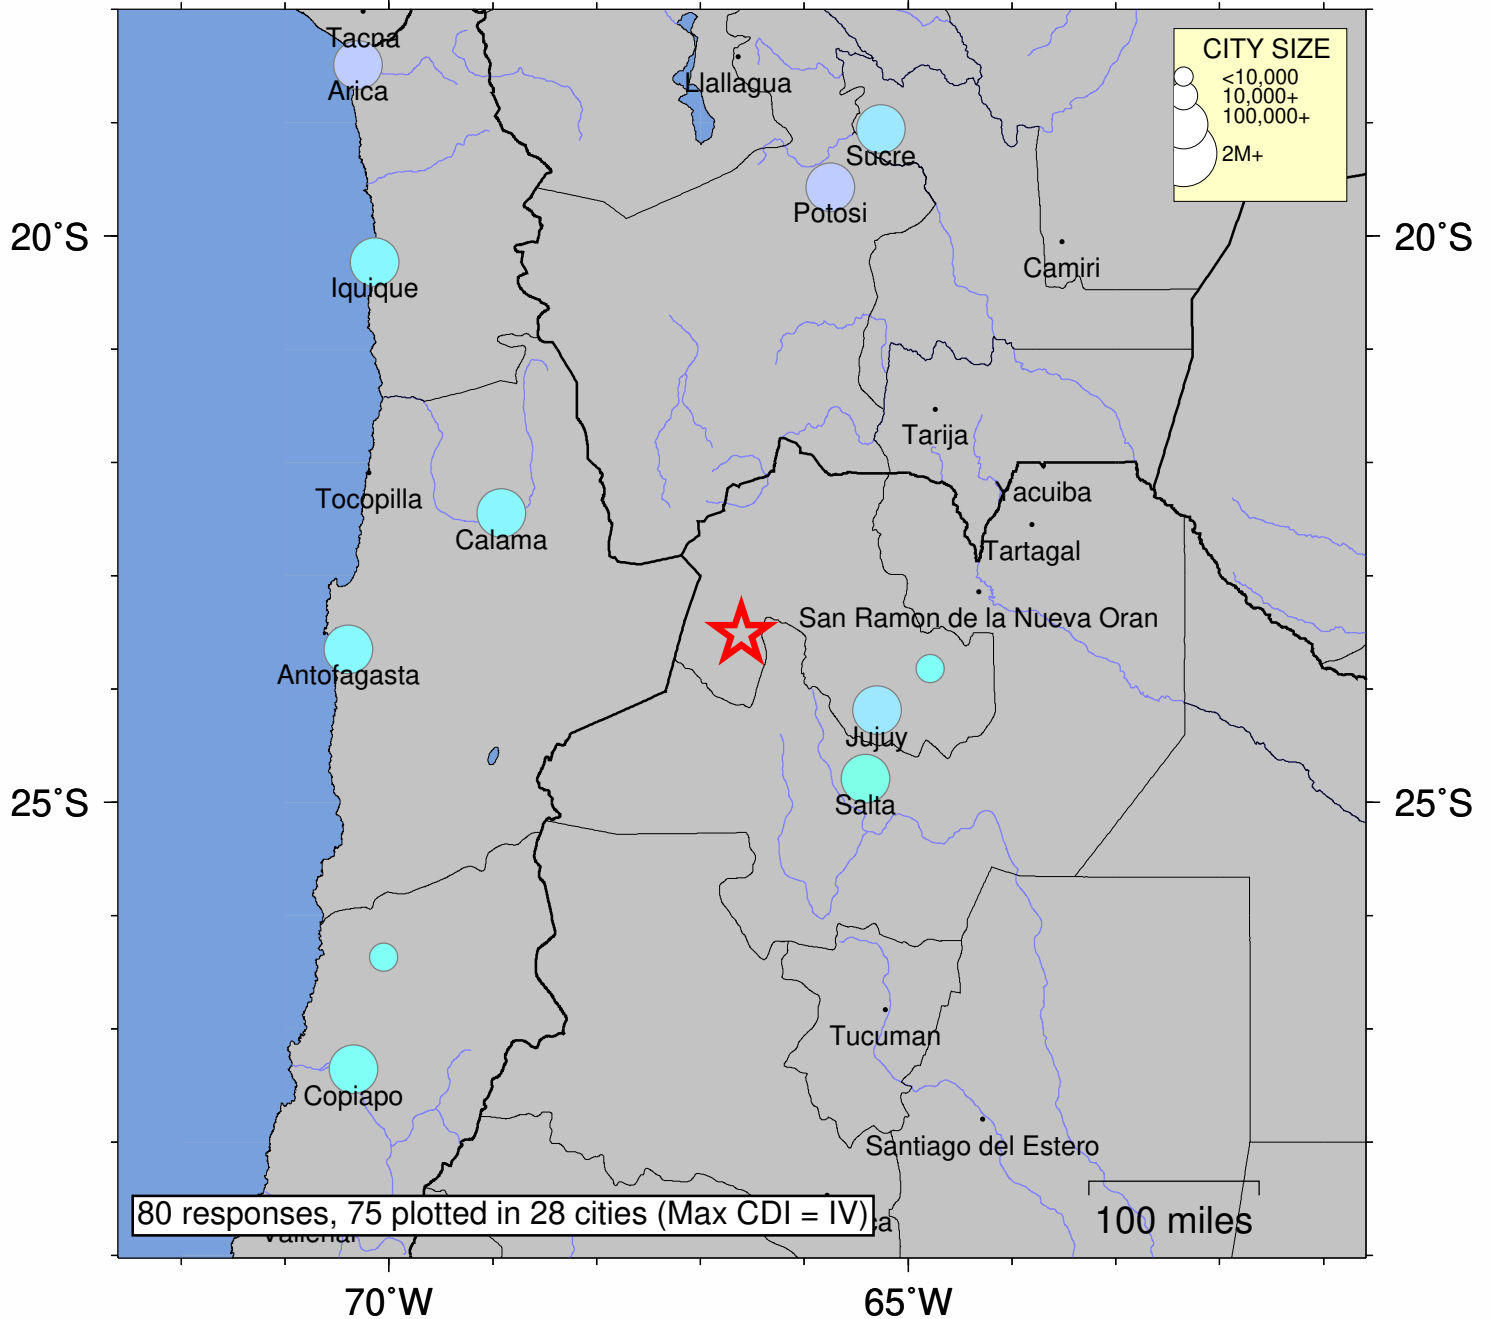 Tacna
Arica
Llallagua
CITY SIZE
<10,000
10,000+
100,000+
2M+
Sucre
Potosi
20˚S
20˚S
Camiri
Iquique
Tarija
Tocopilla
Yacuiba
Calama
Tartagal
San Ramon de la Nueva Oran
Antofagasta
Jujuy
Salta
25˚S
25˚S
Tucuman
Copiapo
Santiago del Estero
80 responses, 75 plotted in 28 cities (Max CDI = IV)
ca
100 miles
Vallenar
70˚W
65˚W